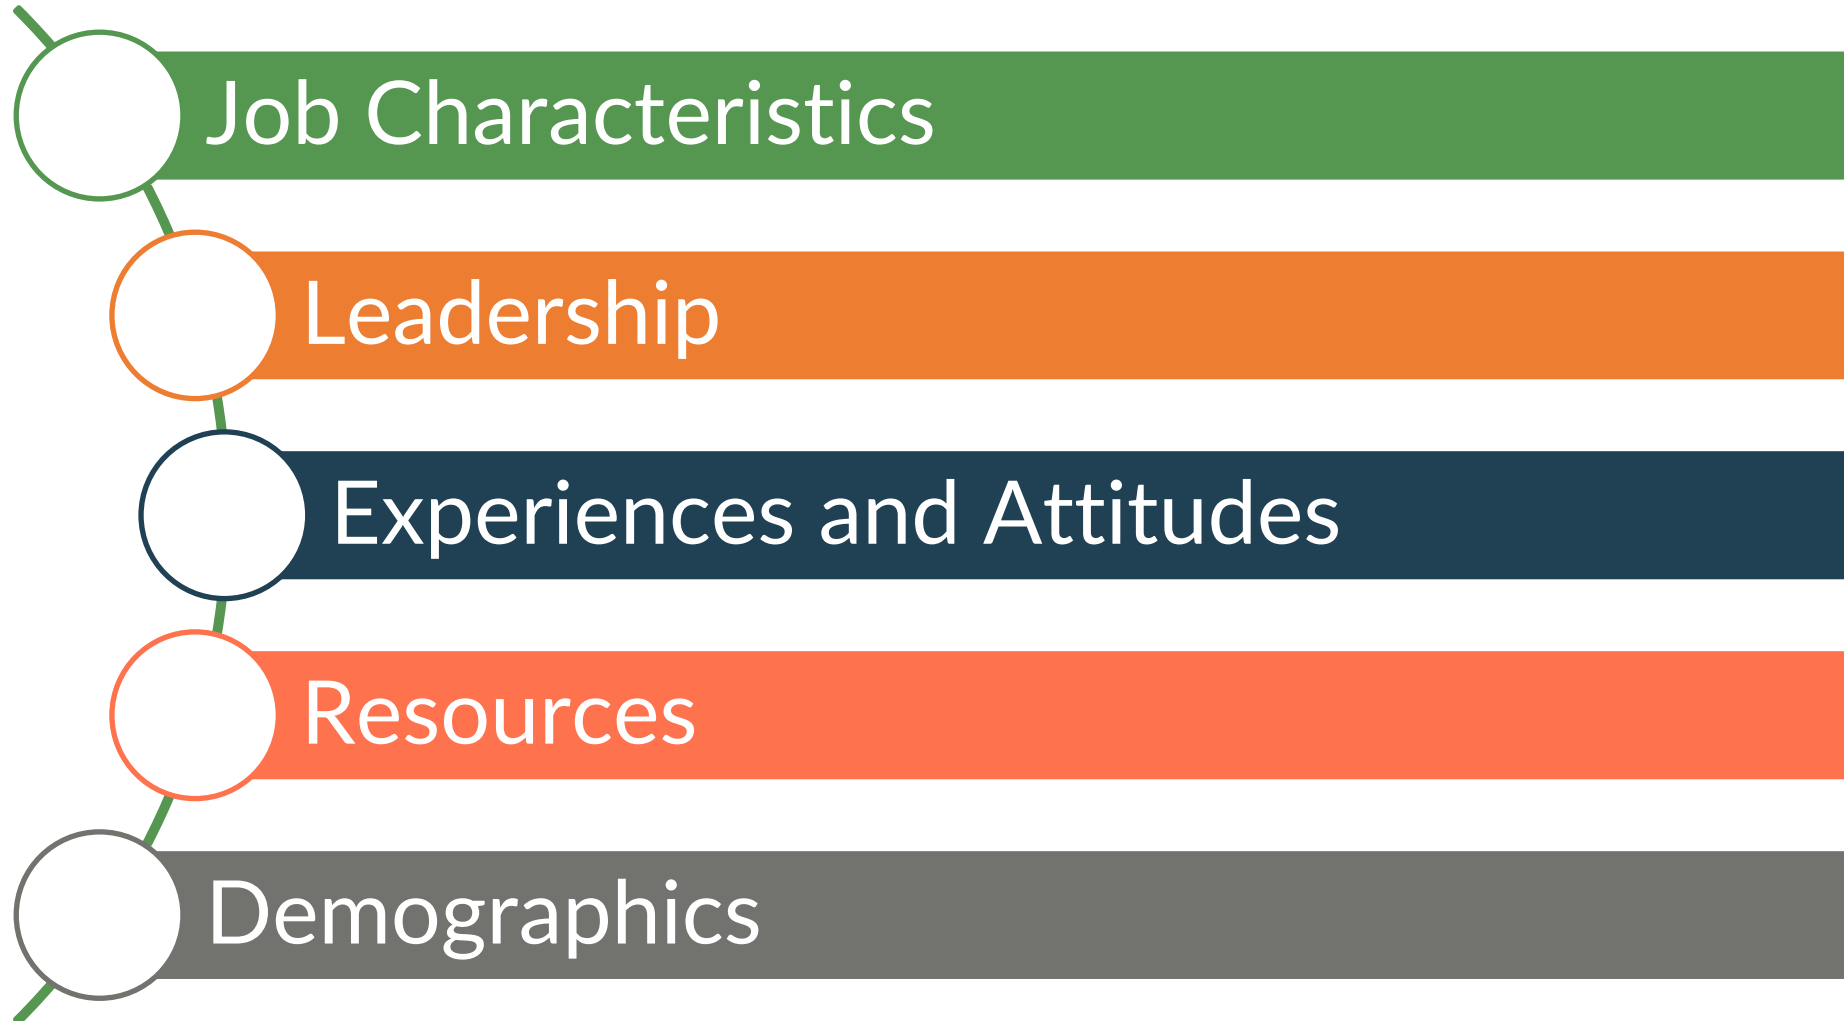 Job Characteristics
Leadership
Experiences and Attitudes
Resources
Demographics